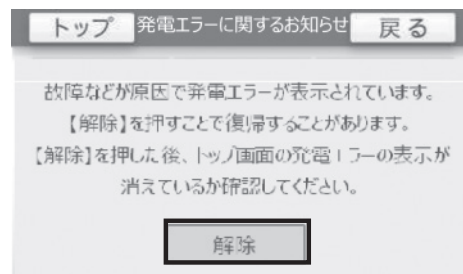 トップ 発電エラーに関するお知らせ 戻る
故障などが原因で発電エラーが表示されています。
【解除】を押すことで復帰することがあります。
【解除】を押した後、トップ画面の発電エラーの表示が
消えているか確認してください。
解除